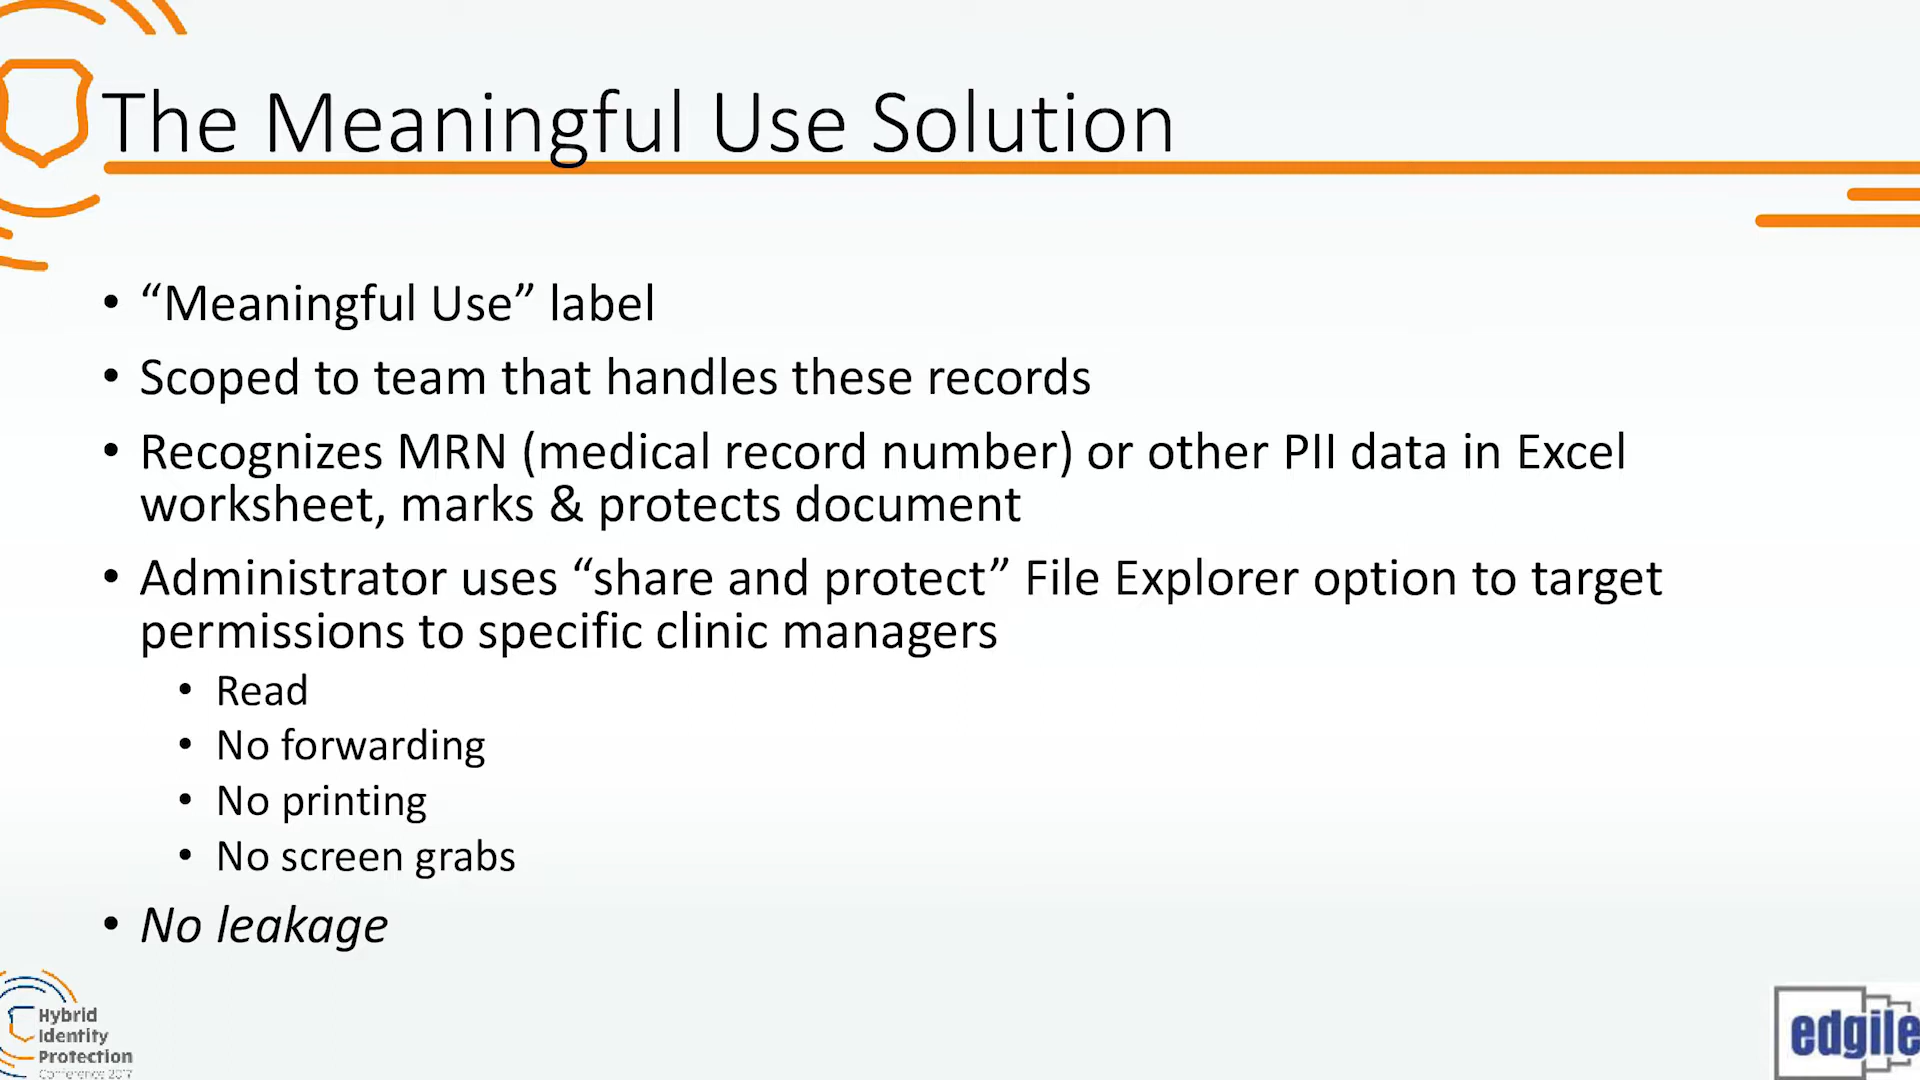 The Meaningful Use Solution
• “Meaningful Use” label
• Scoped to team that handles these records
• Recognizes MRN (medical record number) or other PII data in Excel
worksheet, marks & protects document
• Administrator uses “share and protect” File Explorer option to target
permissions to specific clinic managers
• Read
• No forwarding
• No printing
• No screen grabs
• No leakage
Hybrid
Identity
Protection
Conference 2017
edgile